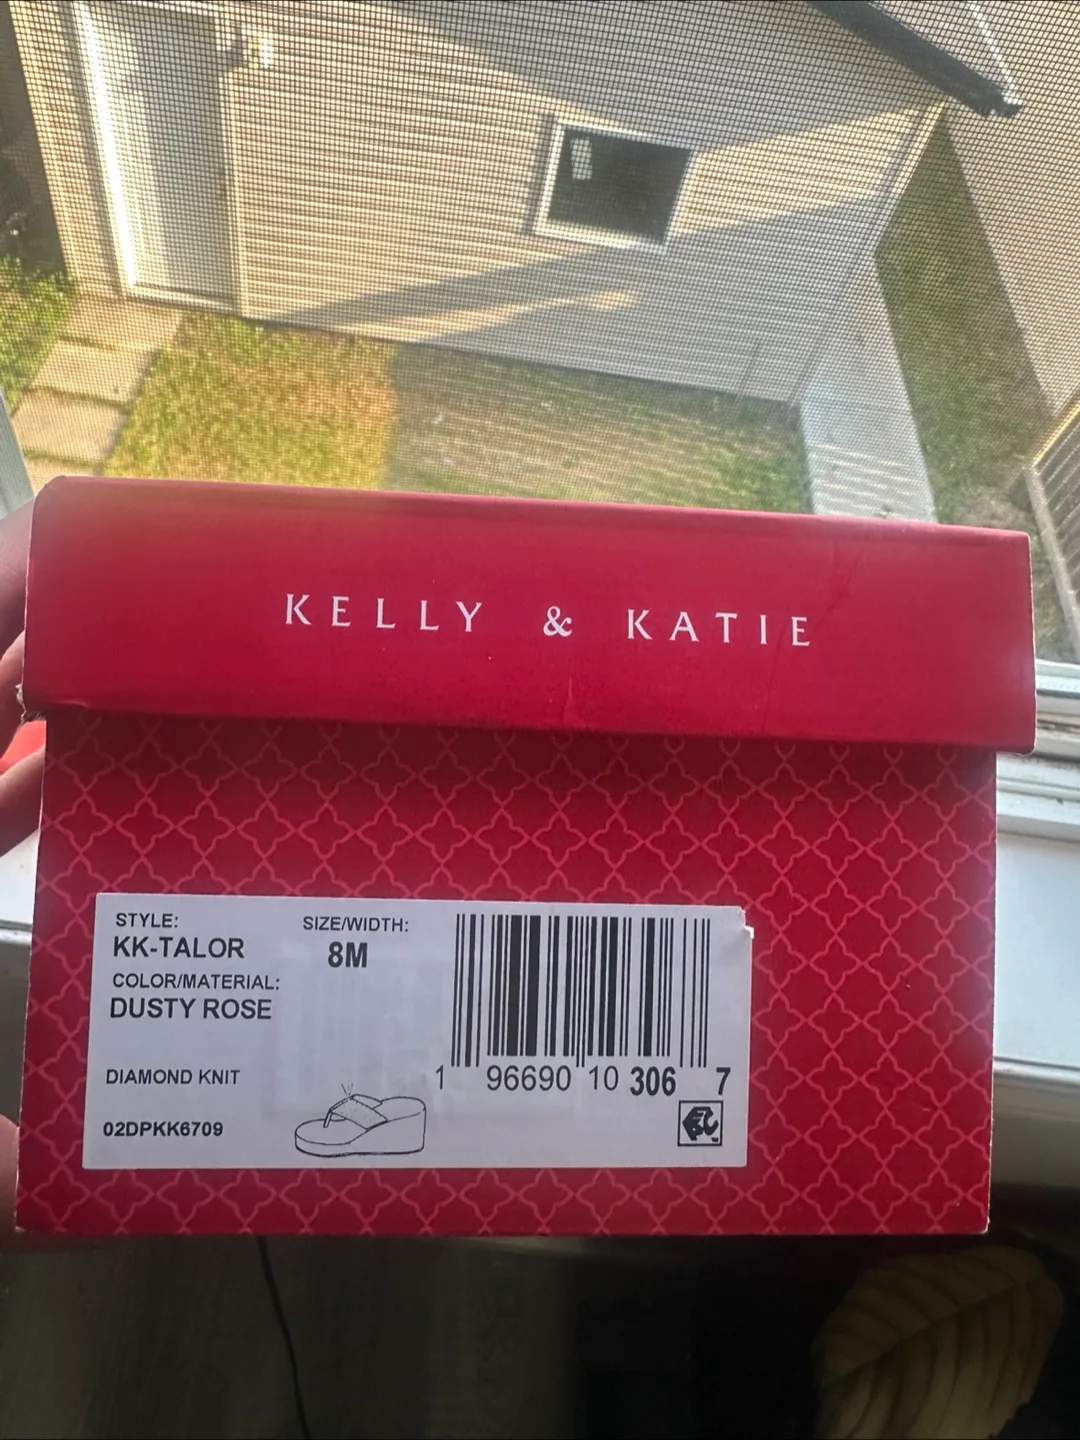 KELLY & KATIE
STYLE:
KK-TALOR
COLOR/MATERIAL:
DUSTY ROSE
DIAMOND KNIT
02DPKK6709
SIZE/WIDTH:
8M
1 96690 10 306 7